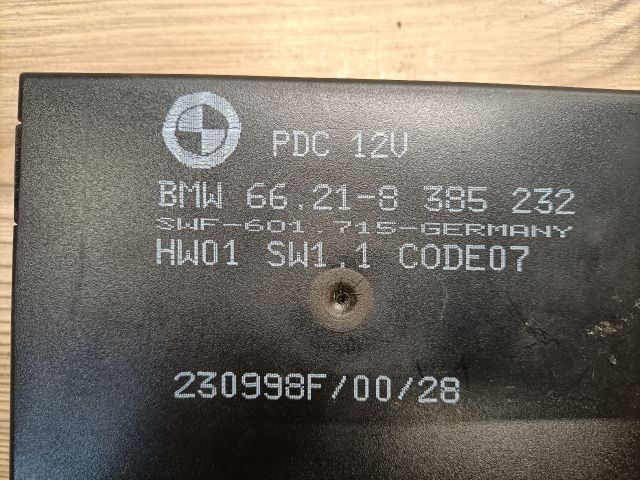 PDC 12V
BMW 66.21-8 385 232
SWF-601.715-GERMANY
HW01 SW1.1 CODE07
230998F/00/28